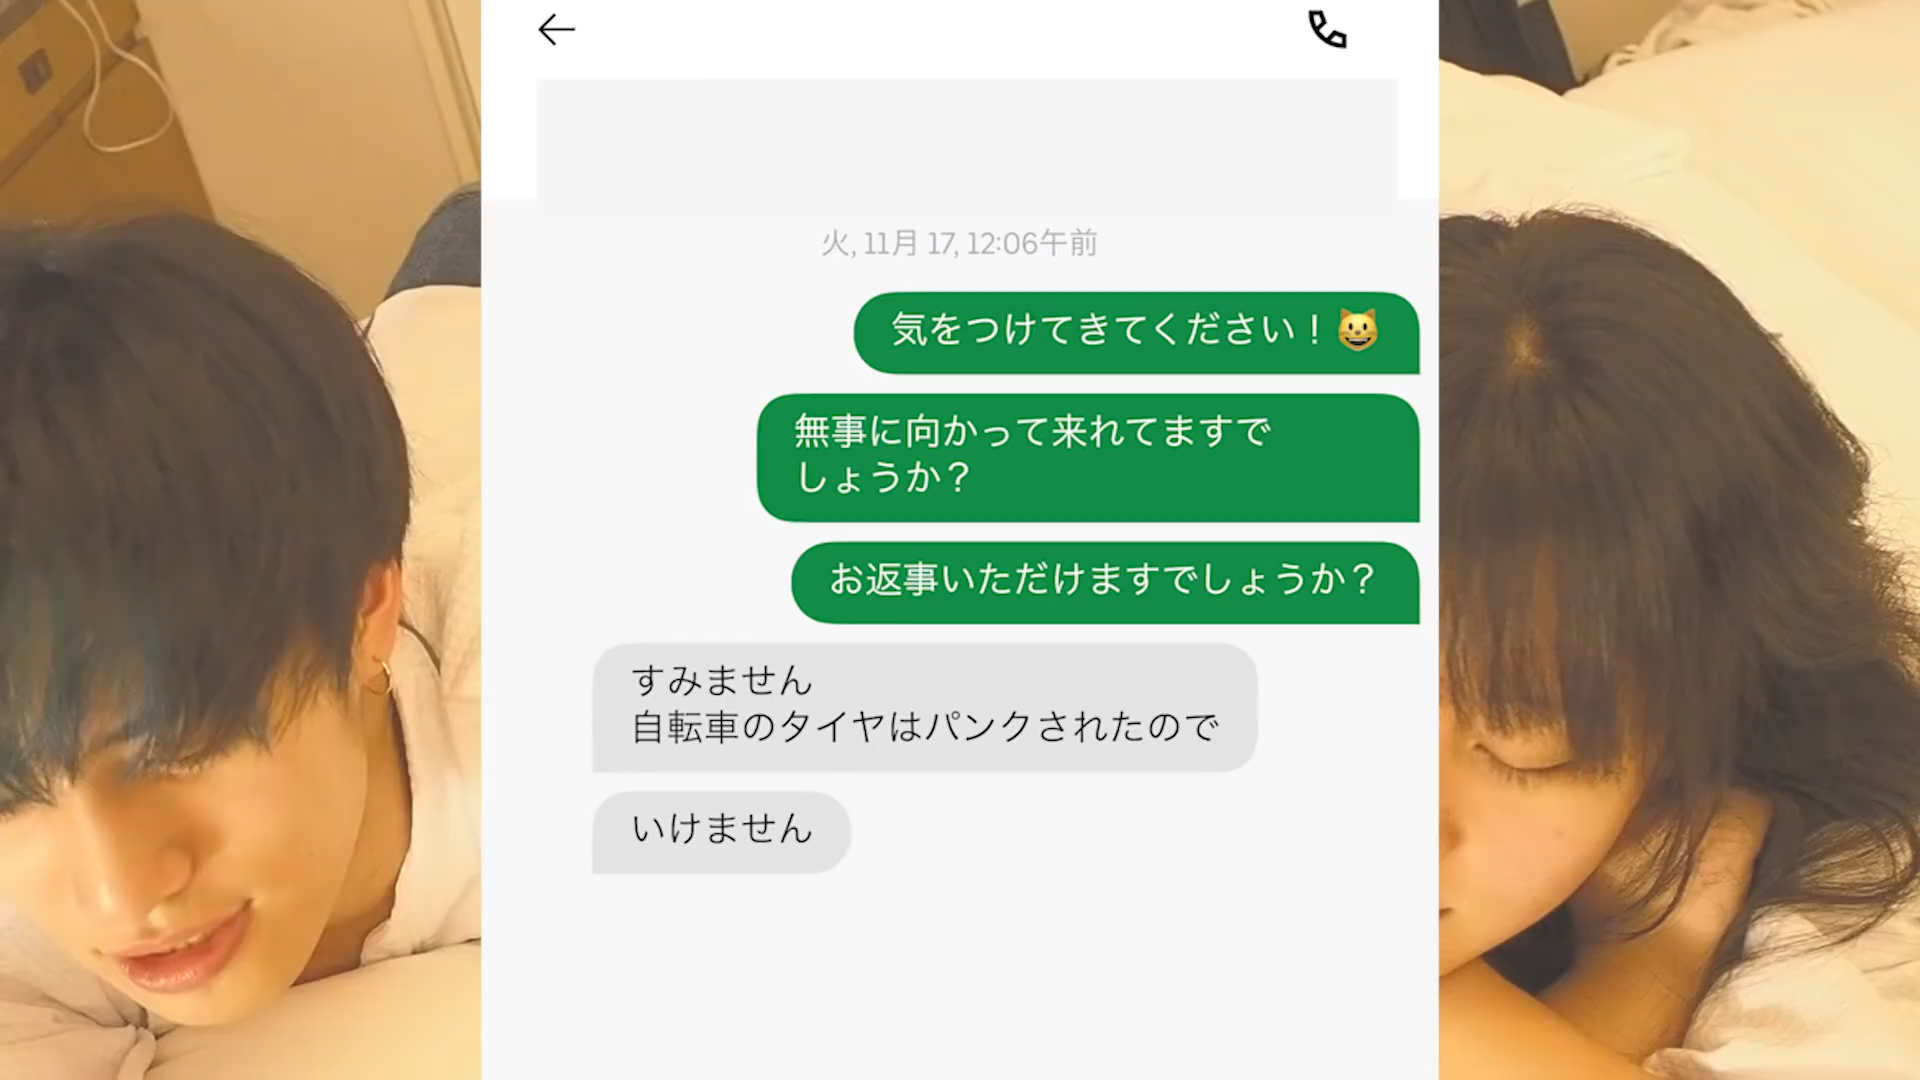 火, 11月 17, 12:06午前
気をつけてきてください！😺
無事に向かって来れてますで
しょうか？
お返事いただけますでしょうか？
すみません
自転車のタイヤはパンクされたので
いけません